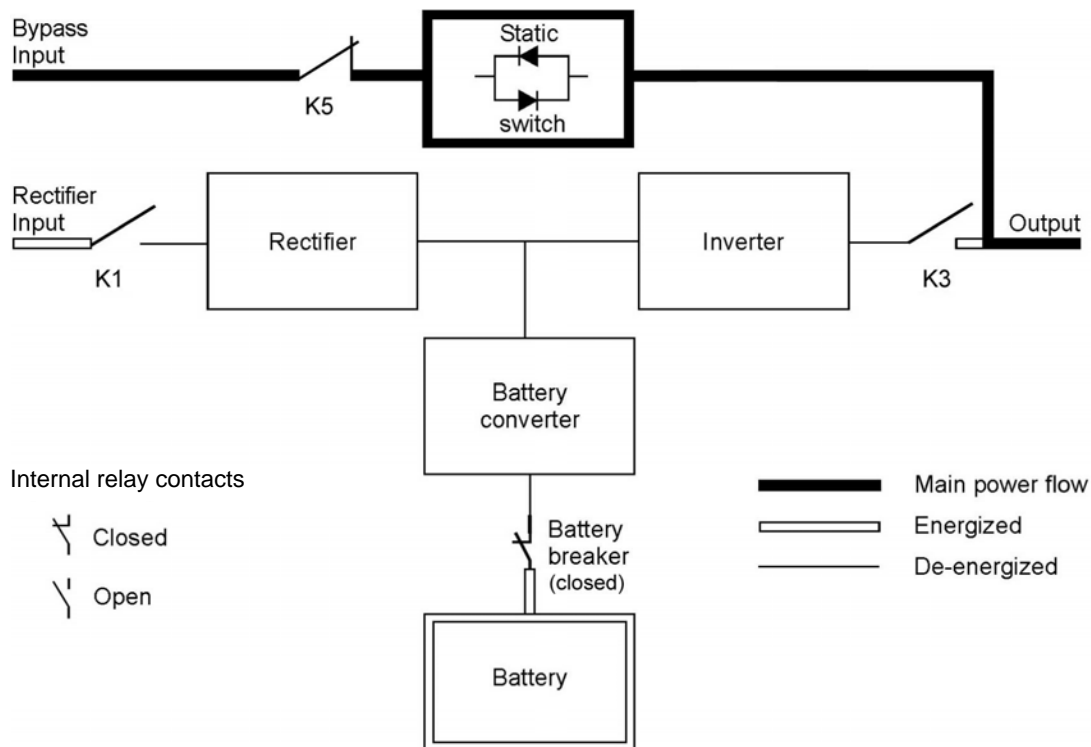 Bypass
Input
K5
Static
switch
Rectifier
Input
K1
Rectifier
Inverter
K3
Output
Battery
converter
Internal relay contacts
Closed
Open
Battery
breaker
(closed)
Battery
Main power flow
Energized
De-energized